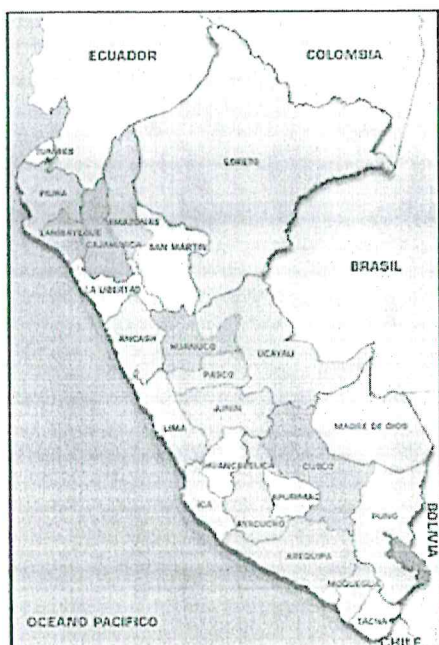 ECUADOR
COLOMBIA
TUMBES
LORETO
PIURA
AMAZONAS
LAMBAYEQUE
CAJAMARCA
SAN MARTIN
BRASIL
LA LIBERTAD
ANCASH
HUANUCO
UCAYALI
PASCO
JUNIN
LIMA
MADRE DE DIOS
HUANCAVELICA
CUSCO
APURIMAC
ICA
PUNO
BOLIVIA
AYACUCHO
AREQUIPA
MOQUEGUA
TACNA
OCEANO PACIFICO
CHILE